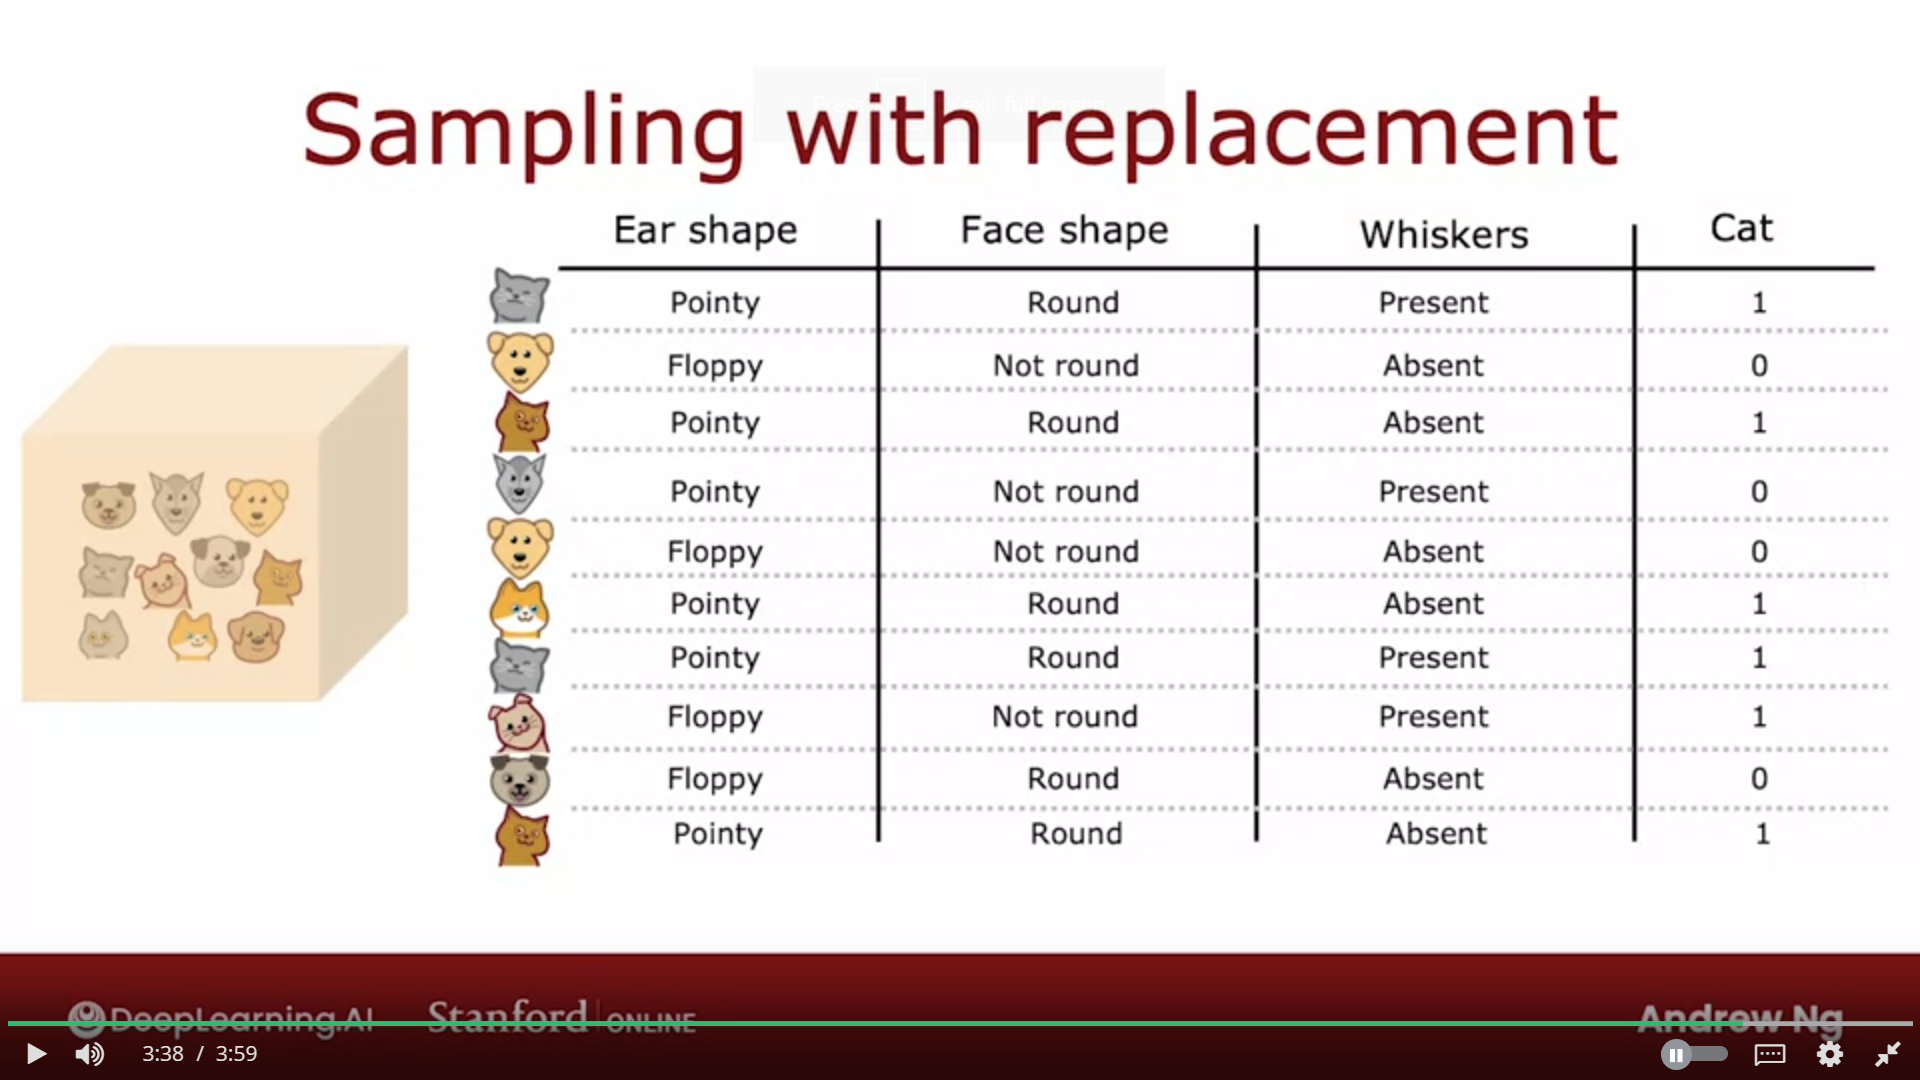 Sampling with replacement
Ear shape Face shape Whiskers Cat
Pointy Round Present 1
Floppy Not round Absent 0
Pointy Round Absent 1
Pointy Not round Present 0
Floppy Not round Absent 0
Pointy Round Absent 1
Pointy Round Present 1
Floppy Not round Present 1
Floppy Round Absent 0
Pointy Round Absent 1
DeepLearning.AI Stanford ONLINE Andrew Ng
3:38 / 3:59